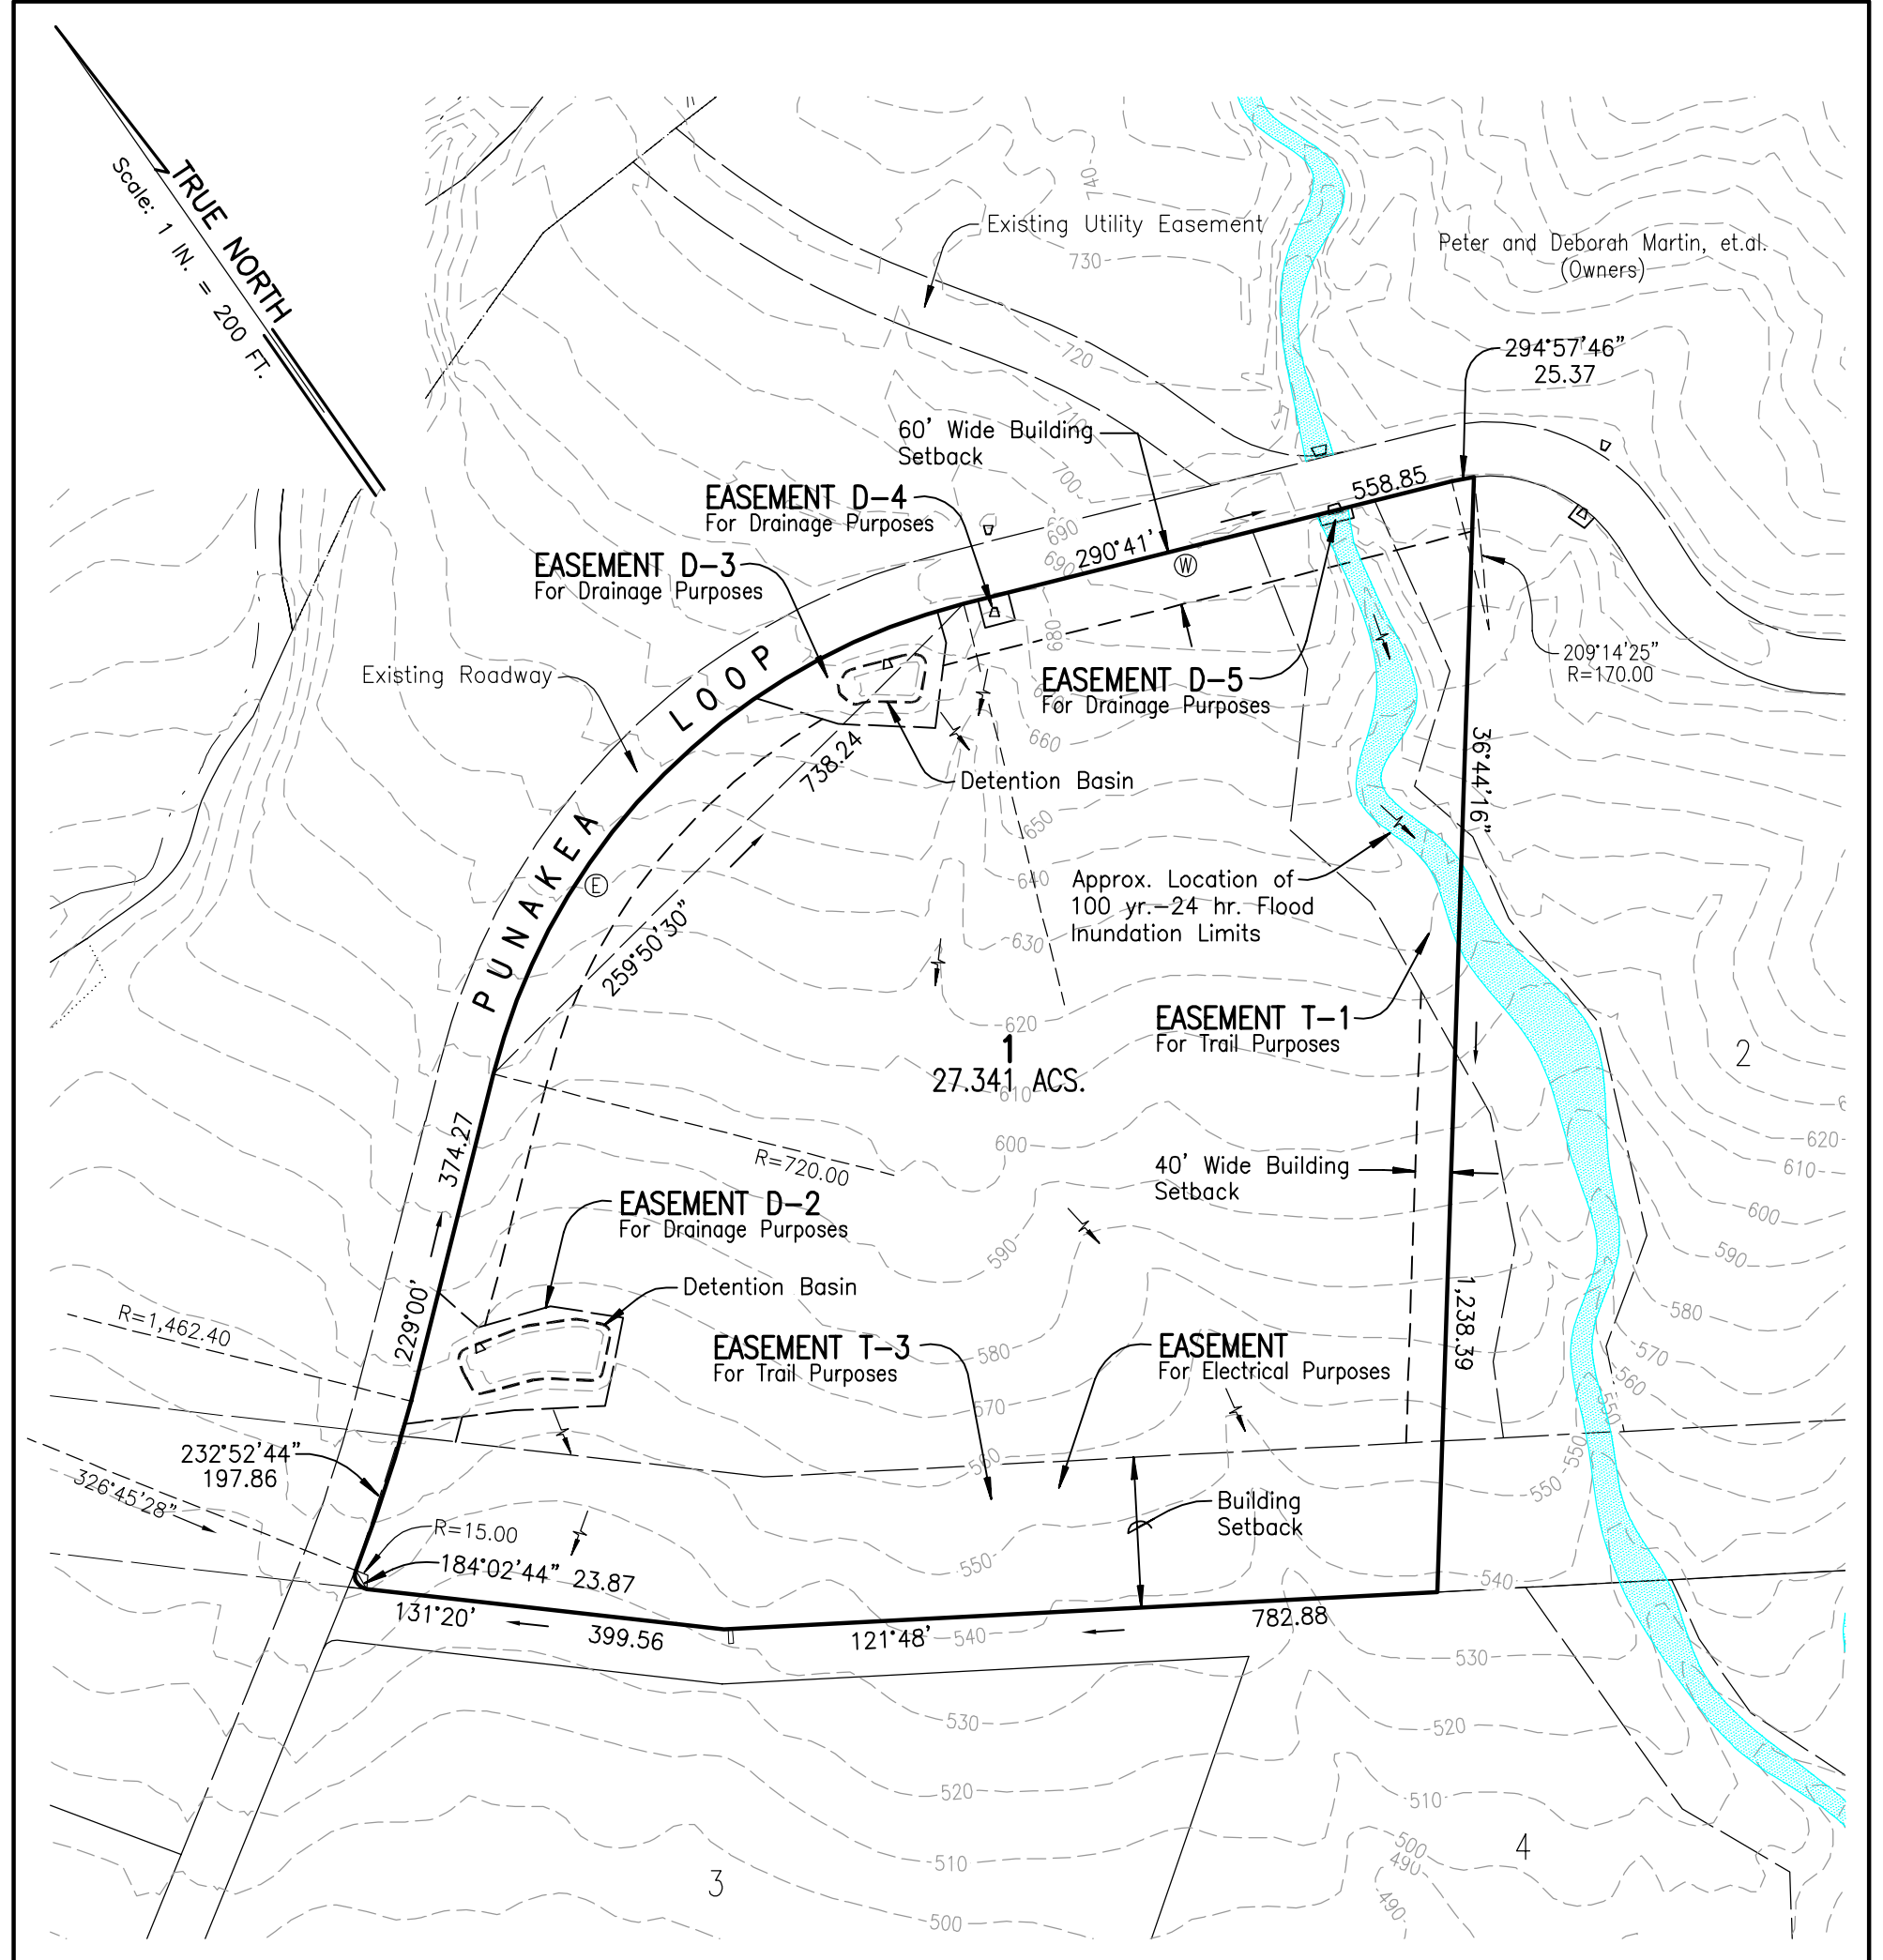 TRUE NORTH
Scale: 1 IN. = 200 FT.
740
Existing Utility Easement
730
Peter and Deborah Martin, et.al.
(Owners)
720
294°57'46"
25.37
710
60' Wide Building
Setback
700
558.85
EASEMENT D-4
For Drainage Purposes
690
690
290°41'
W
EASEMENT D-3
For Drainage Purposes
680
209°14'25"
R=170.00
Existing Roadway
PUNAKEA LOOP
EASEMENT D-5
For Drainage Purposes
660
738.24
Detention Basin
36°44'16"
650
E
640
Approx. Location of
100 yr.-24 hr. Flood
Inundation Limits
630
259°50'30"
EASEMENT T-1
For Trail Purposes
620
1
27.341 ACS.
610
2
600
374.27
R=720.00
40' Wide Building
Setback
620
610
EASEMENT D-2
For Drainage Purposes
590
600
590
Detention Basin
229°00'
R=1,462.40
580
1,238.39
EASEMENT T-3
For Trail Purposes
580
EASEMENT
For Electrical Purposes
570
560
550
570
232°52'44"
197.86
326°45'28"
560
550
550
Building
Setback
R=15.00
184°02'44" 23.87
550
540
131°20'
399.56
121°48'
540
782.88
530
530
520
520
510
510
500
490
490
4
3
500